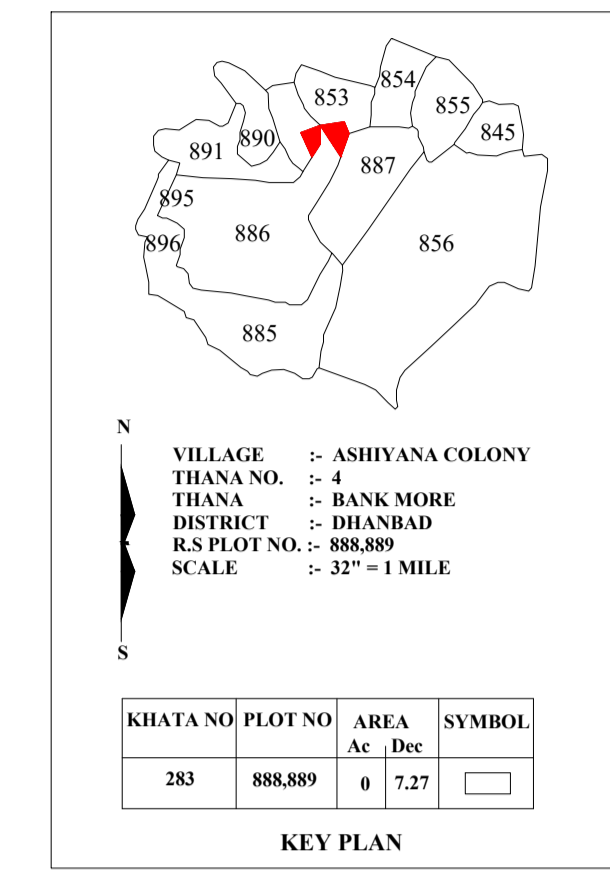 854
853
855
845
890
891
887
895
886
896
856
885
N
VILLAGE :- ASHIYANA COLONY
THANA NO. :- 4
THANA :- BANK MORE
DISTRICT :- DHANBAD
R.S PLOT NO. :- 888,889
SCALE :- 32" = 1 MILE
S
KHATA NO PLOT NO AREA SYMBOL
Ac Dec
283 888,889 0 7.27
KEY PLAN